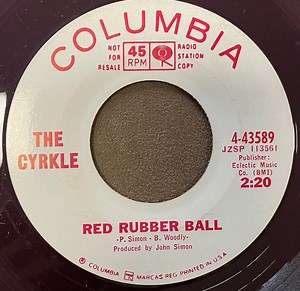 COLUMBIA
NOT FOR RESALE
45 RPM
RADIO STATION COPY
THE CYRKLE
4-43589
JZSP 113561
Publisher:
Eclectic Music
Co. (BMI)
2:20
RED RUBBER BALL
-P. Simon - B. Woodly-
Produced by John Simon
® COLUMBIA MARCAS REG. PRINTED IN U.S.A.